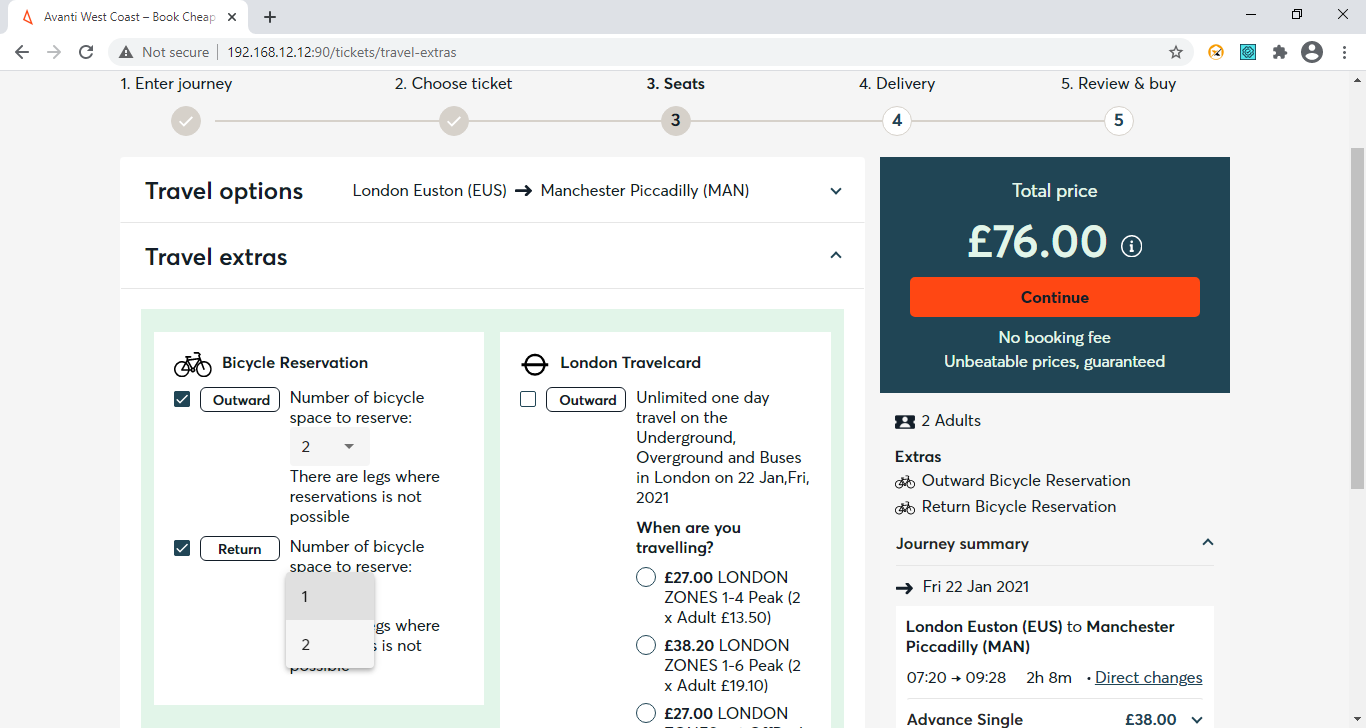 Avanti West Coast – Book Cheap
Not secure
192.168.12.12:90/tickets/travel-extras
1. Enter journey
2. Choose ticket
3. Seats
4. Delivery
5. Review & buy
3
4
5
Travel options
London Euston (EUS) → Manchester Piccadilly (MAN)
Travel extras
Bicycle Reservation
Outward
Number of bicycle
space to reserve:
2
There are legs where
reservations is not
possible
Return
Number of bicycle
space to reserve:
1
2
egs where
s is not
possible
London Travelcard
Outward
Unlimited one day
travel on the
Underground,
Overground and Buses
in London on 22 Jan,Fri,
2021
When are you
travelling?
£27.00 LONDON
ZONES 1-4 Peak (2
x Adult £13.50)
£38.20 LONDON
ZONES 1-6 Peak (2
x Adult £19.10)
£27.00 LONDON
Total price
£76.00
Continue
No booking fee
Unbeatable prices, guaranteed
2 Adults
Extras
Outward Bicycle Reservation
Return Bicycle Reservation
Journey summary
→ Fri 22 Jan 2021
London Euston (EUS) to Manchester
Piccadilly (MAN)
07:20 → 09:28 2h 8m • Direct changes
Advance Single £38.00